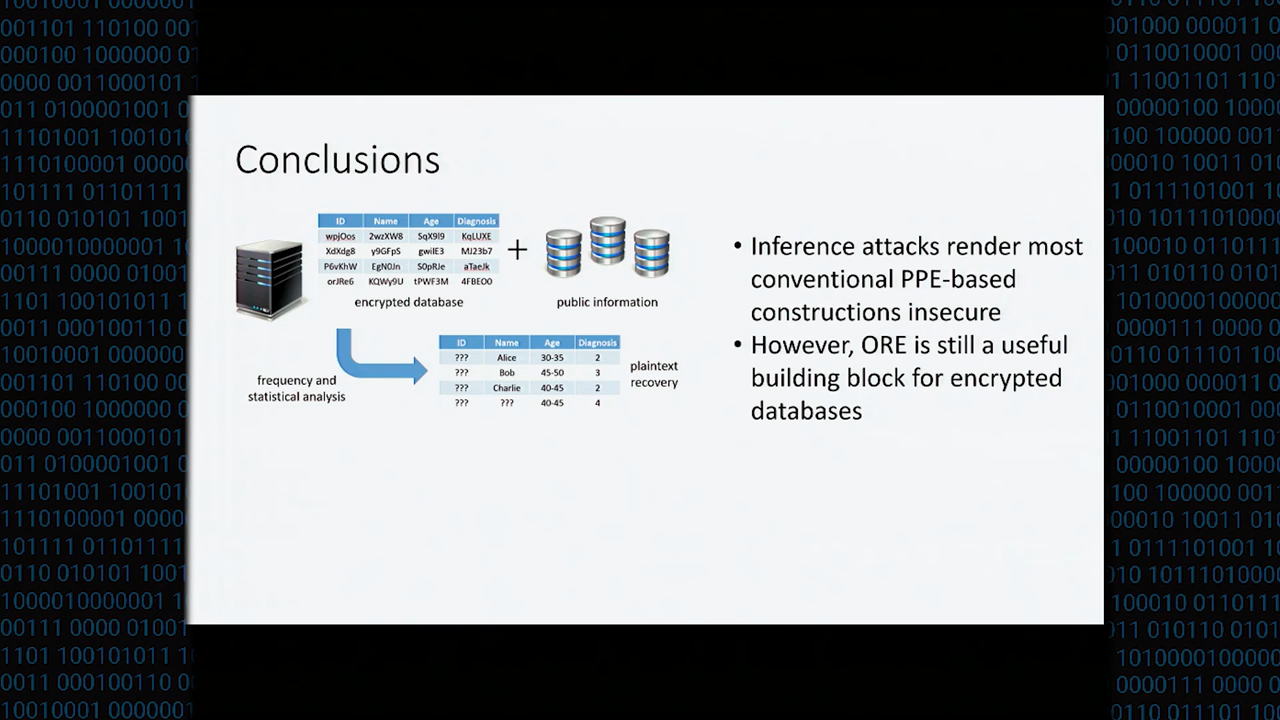 Conclusions
ID Name Age Diagnosis
wpjOos 2wzXW8 SqX9I9 KqLUXE
XdXdg8 y9GFpS gwilE3 MJ23b7
P6vKhW EgN0Jn S0pRJe aTaeJk
orJRe6 KQWy9U tPWF3M 4FBEO0
encrypted database
+
public information
frequency and
statistical analysis
ID Name Age Diagnosis
??? Alice 30-35 2
??? Bob 45-50 3
??? Charlie 40-45 2
??? ??? 40-45 4
plaintext
recovery
• Inference attacks render most
conventional PPE-based
constructions insecure
• However, ORE is still a useful
building block for encrypted
databases